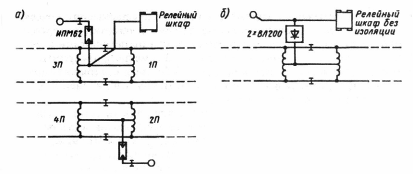 а)
ИПМ62
Релейный
шкаф
3П
1П
4П
2П
б)
2×ВЛ200
Релейный
шкаф без
изоляции